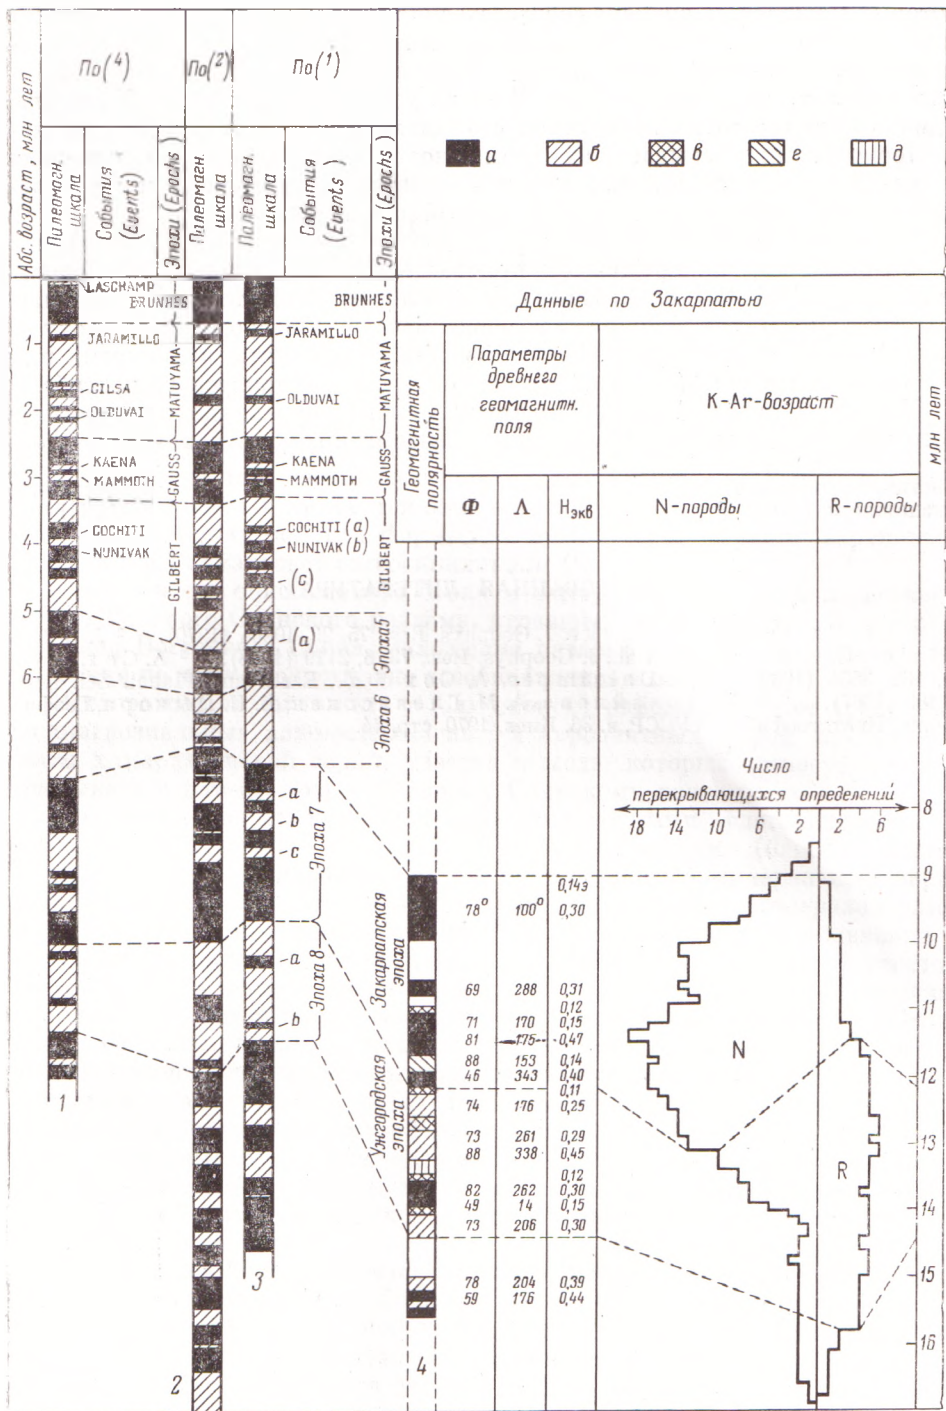 По(4) По(2) По(1)
Абс. возраст, млн лет
Палеомагн. шкала
События (Events)
Эпохи (Epochs)
Палеомагн. шкала
Палеомагн. шкала
События (Events)
Эпохи (Epochs)
а б в г д
LASCHAMP
BRUNHES BRUNHES
Данные по Закарпатью
1 JARAMILLO JARAMILLO
GILSA
MATUYAMA MATUYAMA
2 OLDUVAI OLDUVAI
Геомагнитная полярность
Параметры
древнего
геомагнитн.
поля
К-Ar-возраст
млн лет
KAENA KAENA
GAUSS GAUSS
3 MAMMOTH MAMMOTH
Ф Λ Нэкв N-породы R-породы
COCHITI COCHITI (a)
4 NUNIVAK NUNIVAK (b)
GILBERT GILBERT
(c)
5
(a)
Эпоха 5
6
Эпоха 6
a
b
c
Эпоха 7
a
b
Эпоха 8
Число
перекрывающихся определений
18 14 10 6 2 2 6
8
9
0,14э
78° 100° 0,30
10
Закарпатская эпоха
69 288 0,31
11
0,12
71 170 0,15
81 175 0,47
N
88 153 0,14
46 343 0,40
12
0,11
74 176 0,25
Ужгородская эпоха
73 261 0,29
13
88 338 0,45
R
0,12
82 262 0,30
49 14 0,15
14
73 206 0,30
15
78 204 0,39
59 176 0,44
16
1 2 3 4